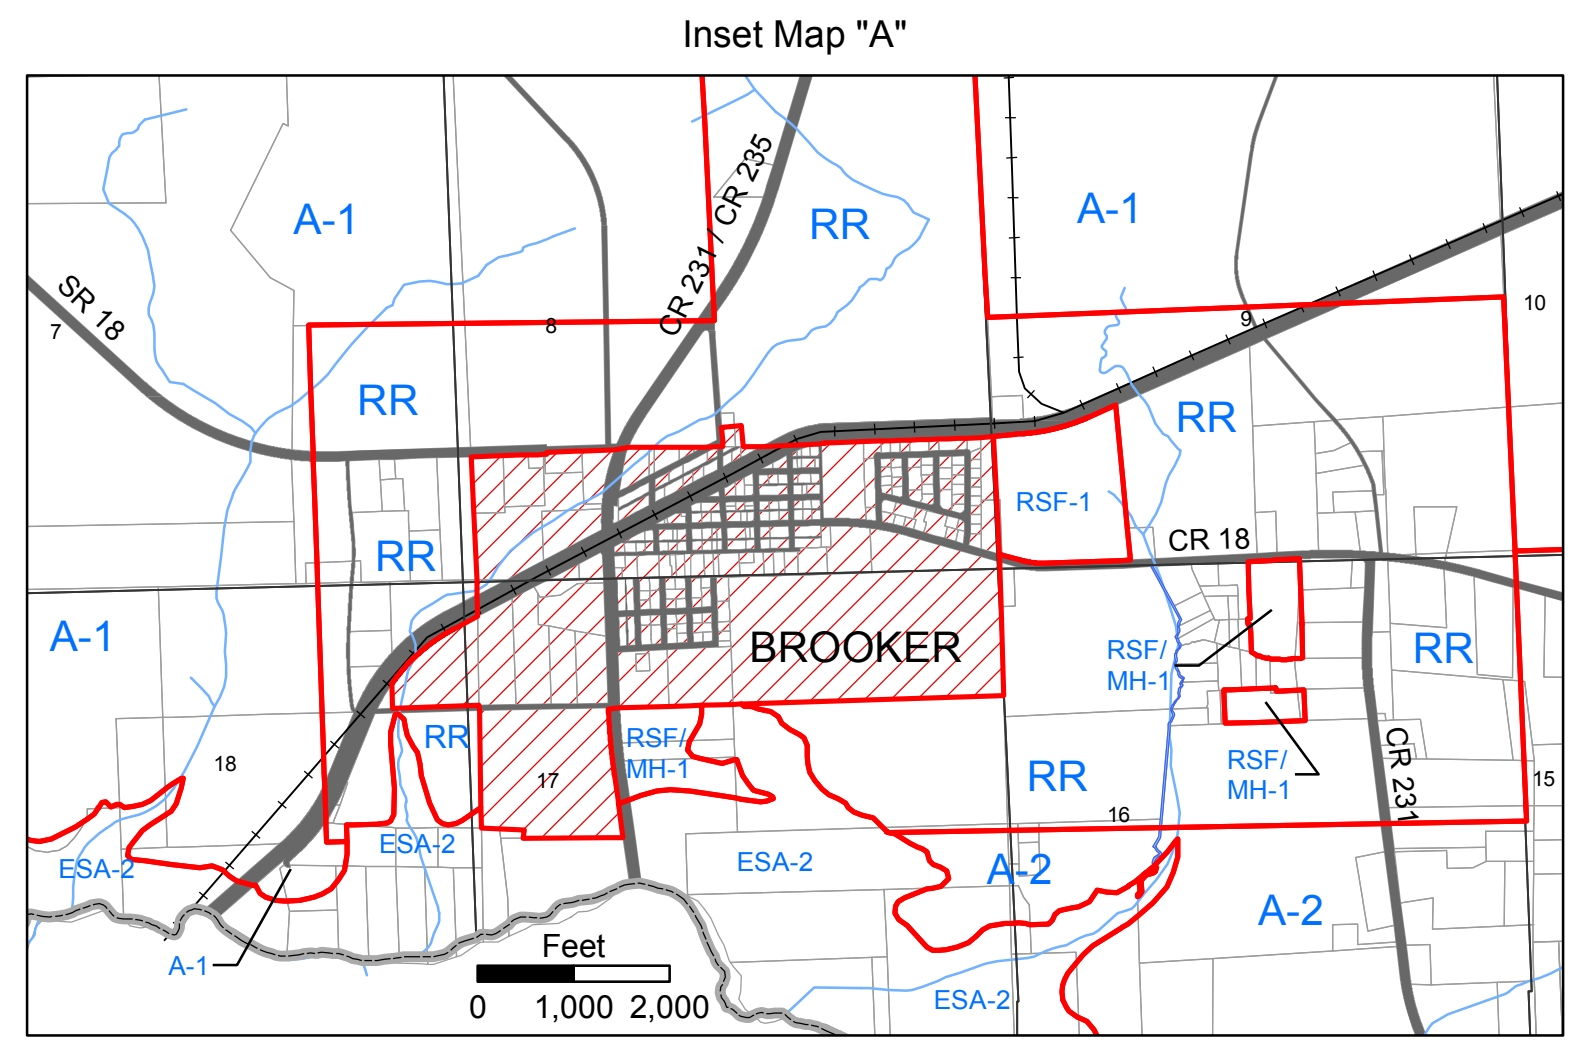 Inset Map "A"
A-1
CR 231 / CR 235
RR
A-1
SR 18
7
8
9
10
RR
RR
RSF-1
RR
CR 18
A-1
BROOKER
RSF/
MH-1
RR
RR
RSF/
MH-1
18
17
RR
RSF/
MH-1
CR 231
15
16
ESA-2
ESA-2
ESA-2
A-2
A-2
A-1
Feet
0 1,000 2,000
ESA-2